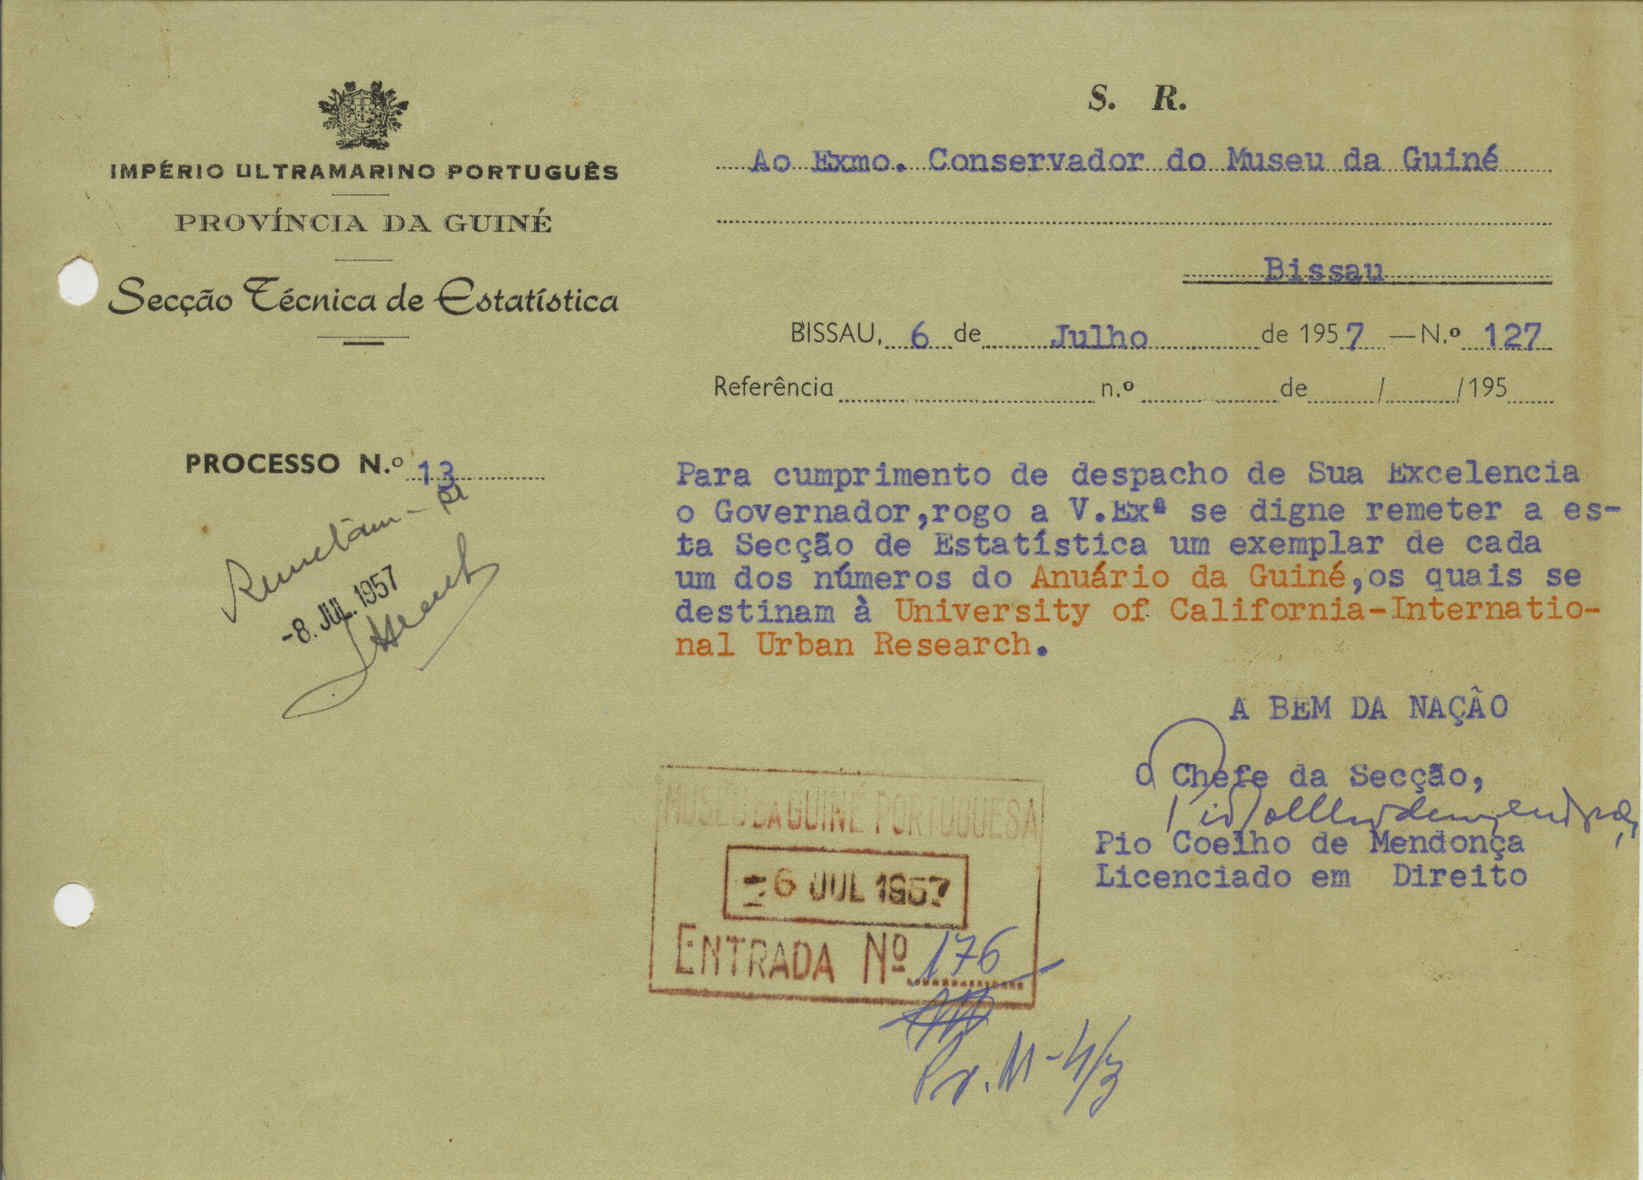 IMPÉRIO ULTRAMARINO PORTUGUÊS
PROVÍNCIA DA GUINÉ
Secção Técnica de Estatística
S. R.
Ao Exmo. Conservador do Museu da Guiné
Bissau
BISSAU, 6 de Julho de 1957 — N.º 127
Referência n.º de / /195
PROCESSO N.º 13
-8. JUL. 1957
Para cumprimento de despacho de Sua Excelencia
o Governador,rogo a V.Exª se digne remeter a es-
ta Secção de Estatística um exemplar de cada
um dos números do Anuário da Guiné,os quais se
destinam à University of California-Internatio-
nal Urban Research.
A BEM DA NAÇÃO
O Chefe da Secção,
Pio Coelho de Mendonça
Licenciado em Direito
MUSEU DA GUINÉ PORTUGUESA
-6 JUL 1957
ENTRADA Nº 176
Pr. M-4/3